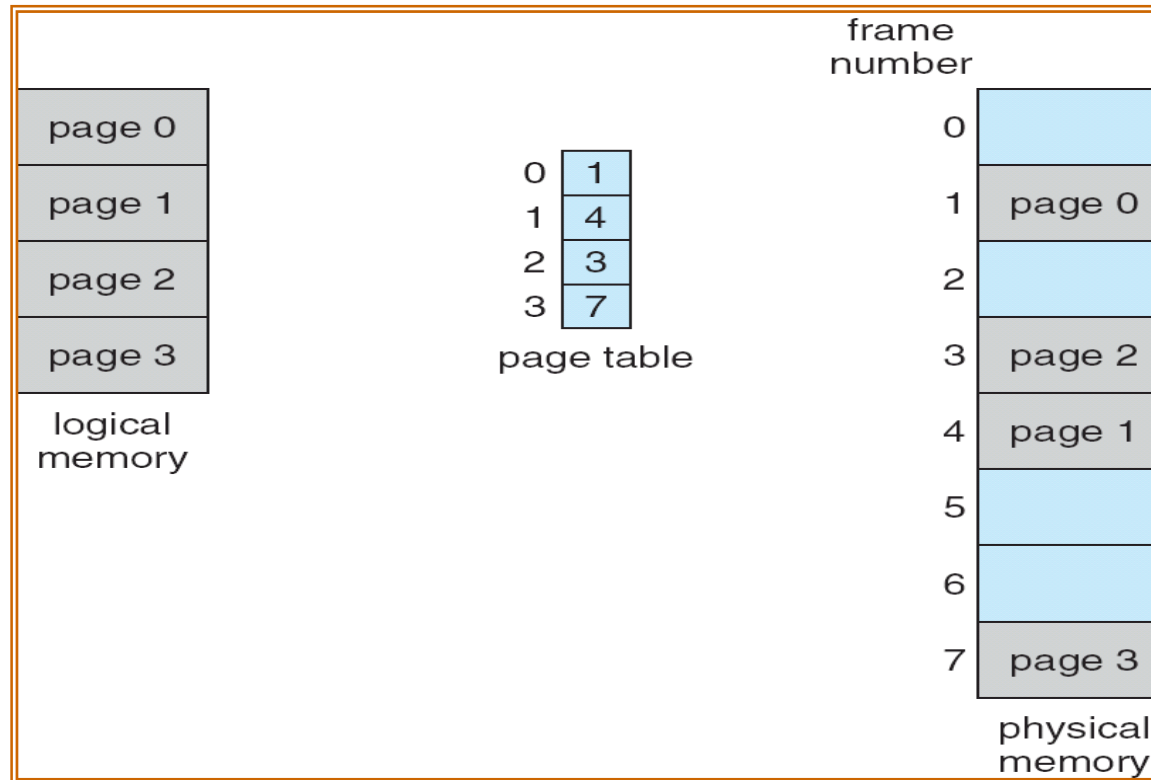 page 0
page 1
page 2
page 3
logical
memory
0 1
1 4
2 3
3 7
page table
frame
number
0
1 page 0
2
3 page 2
4 page 1
5
6
7 page 3
physical
memory